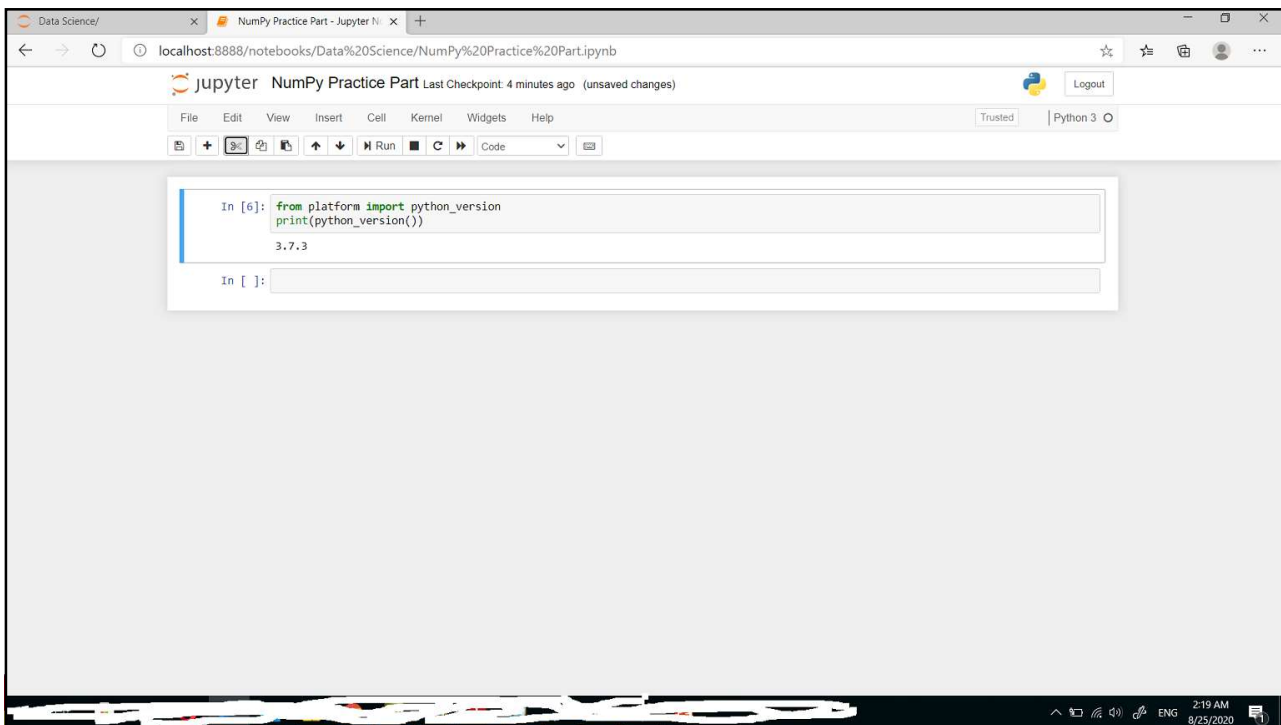 Data Science/
NumPy Practice Part - Jupyter N
localhost:8888/notebooks/Data%20Science/NumPy%20Practice%20Part.ipynb
jupyter NumPy Practice Part Last Checkpoint: 4 minutes ago (unsaved changes)
Logout
File Edit View Insert Cell Kernel Widgets Help
Trusted Python 3
Run Code
In [6]: from platform import python_version
print(python_version())
3.7.3
In [ ]:
ENG 2:19 AM
8/25/2020